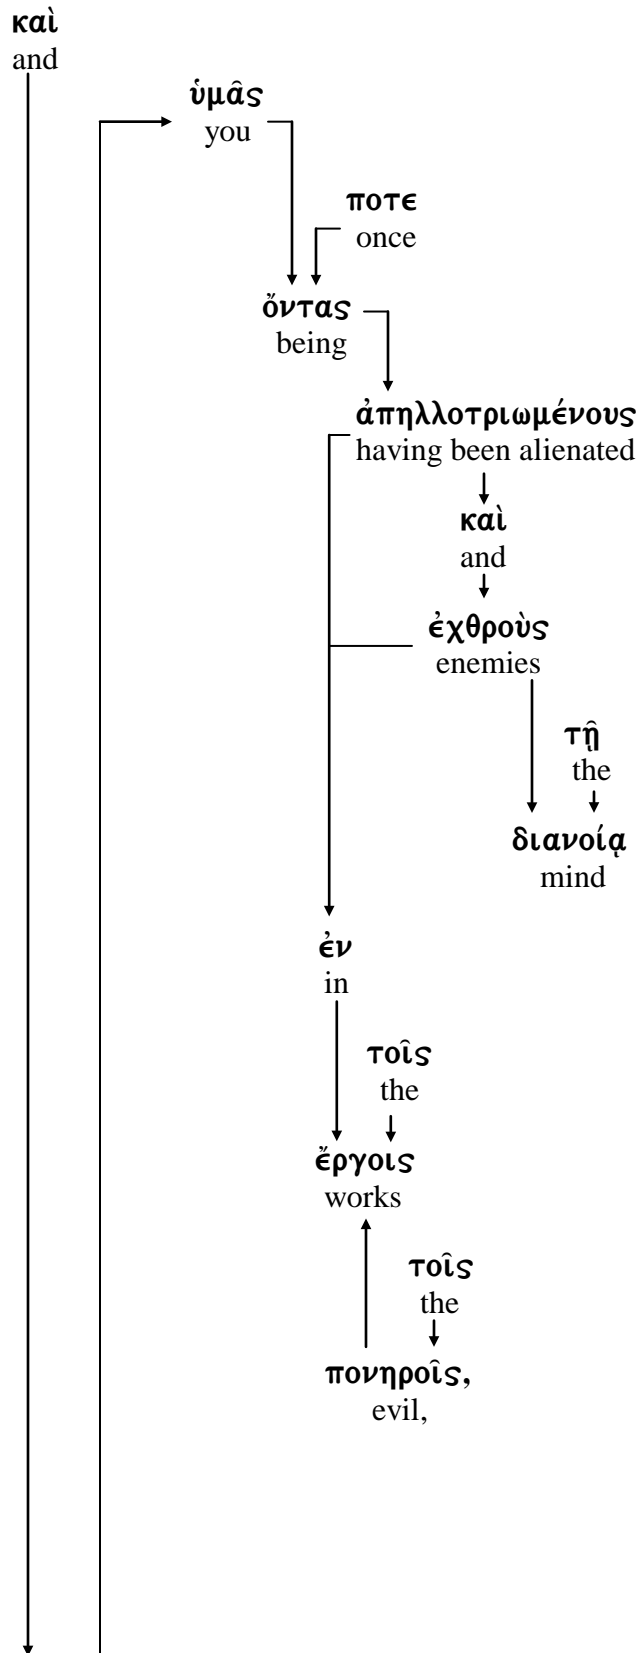 καὶ
and
ὑμᾶς
you
ποτε
once
ὄντας
being
ἀπηλλοτριωμένους
having been alienated
καὶ
and
ἐχθροὺς
enemies
τῇ
the
διανοίᾳ
mind
ἐν
in
τοῖς
the
ἔργοις
works
τοῖς
the
πονηροῖς,
evil,